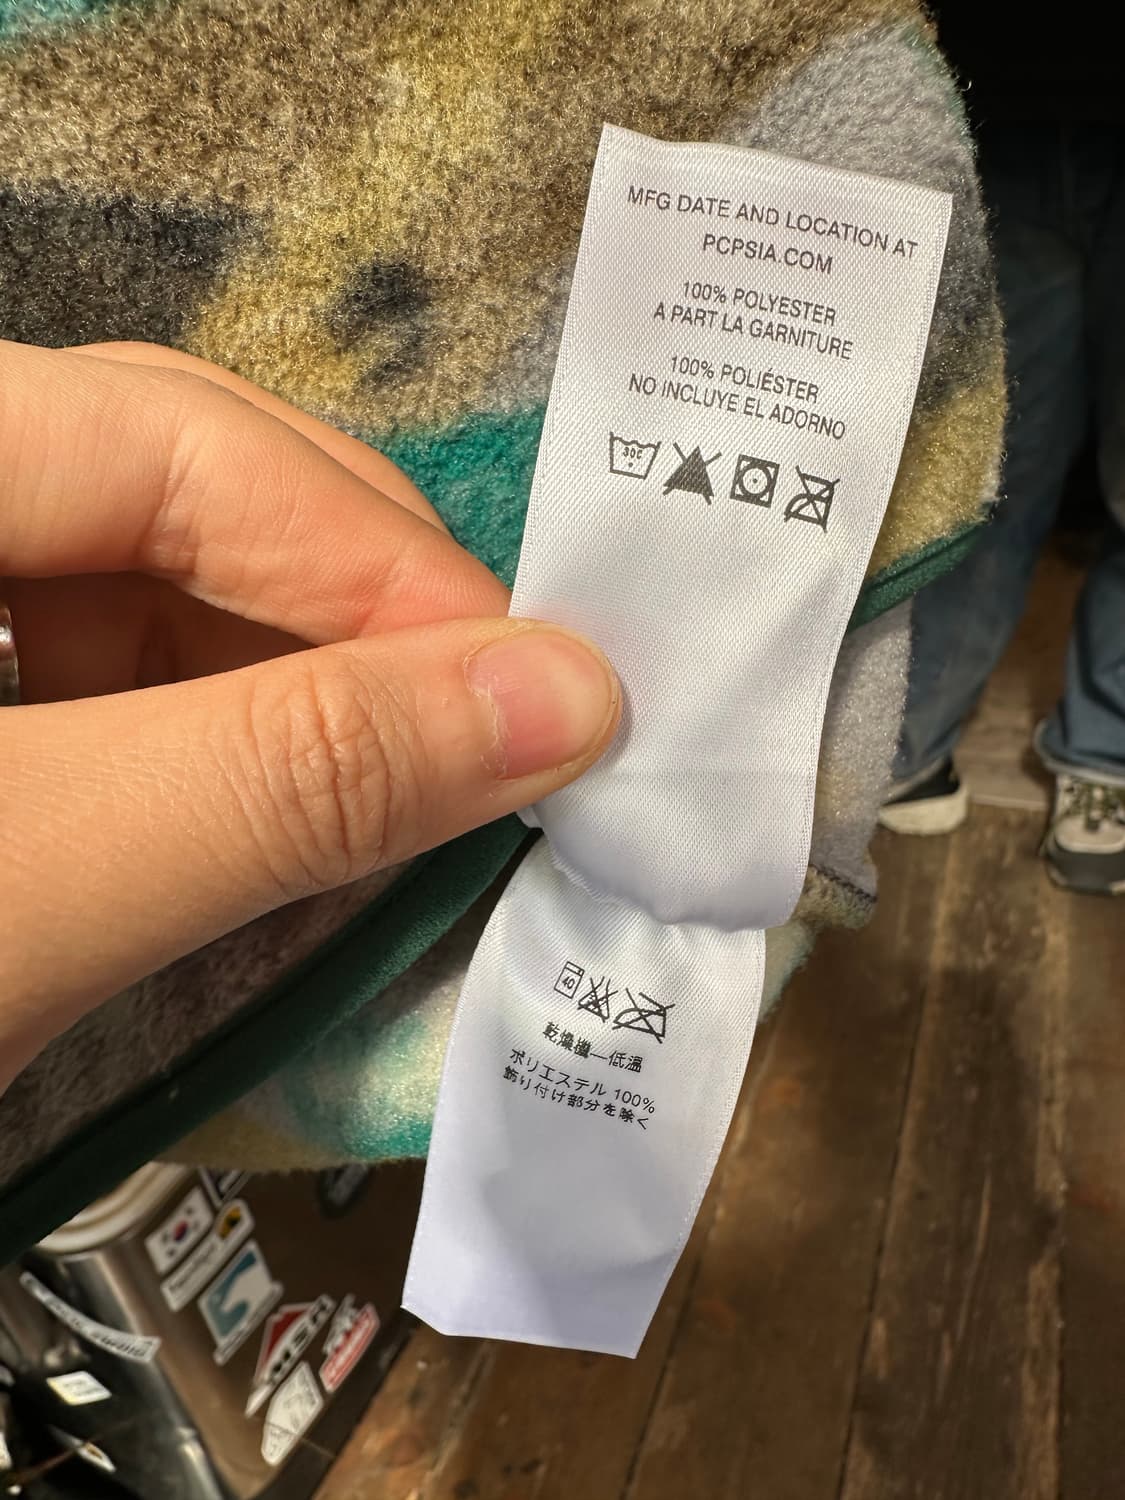 MFG DATE AND LOCATION AT
PCPSIA.COM
100% POLYESTER
A PART LA GARNITURE
100% POLIÉSTER
NO INCLUYE EL ADORNO
30C
40
乾燥機—低温
ポリエステル 100%
飾り付け部分を除く
MSR